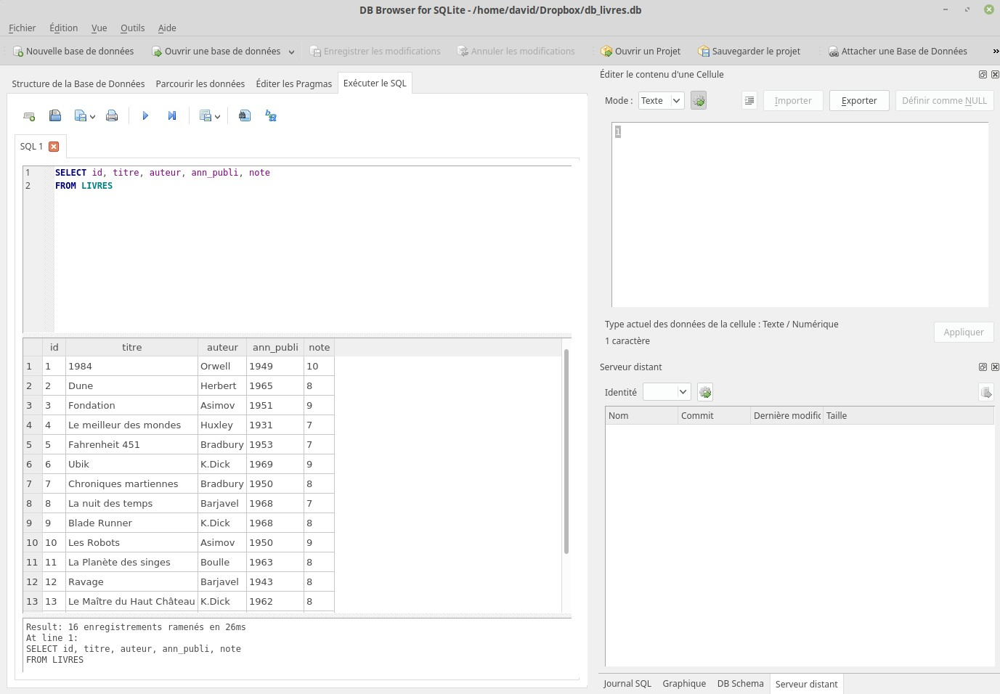 DB Browser for SQLite - /home/david/Dropbox/db_livres.db
Fichier Édition Vue Outils Aide
Nouvelle base de données Ouvrir une base de données Enregistrer les modifications Annuler les modifications Ouvrir un Projet Sauvegarder le projet Attacher une Base de Données »
Structure de la Base de Données Parcourir les données Éditer les Pragmas Exécuter le SQL
SQL 1
1 SELECT id, titre, auteur, ann_publi, note
2 FROM LIVRES
id titre auteur ann_publi note
1 1 1984 Orwell 1949 10
2 2 Dune Herbert 1965 8
3 3 Fondation Asimov 1951 9
4 4 Le meilleur des mondes Huxley 1931 7
5 5 Fahrenheit 451 Bradbury 1953 7
6 6 Ubik K.Dick 1969 9
7 7 Chroniques martiennes Bradbury 1950 8
8 8 La nuit des temps Barjavel 1968 7
9 9 Blade Runner K.Dick 1968 8
10 10 Les Robots Asimov 1950 9
11 11 La Planète des singes Boulle 1963 8
12 12 Ravage Barjavel 1943 8
13 13 Le Maître du Haut Château K.Dick 1962 8
Result: 16 enregistrements ramenés en 26ms
At line 1:
SELECT id, titre, auteur, ann_publi, note
FROM LIVRES
Éditer le contenu d'une Cellule
Mode : Texte Importer Exporter Définir comme NULL
1
Type actuel des données de la cellule : Texte / Numérique
1 caractère
Appliquer
Serveur distant
Identité
Nom Commit Dernière modific Taille
Journal SQL Graphique DB Schema Serveur distant